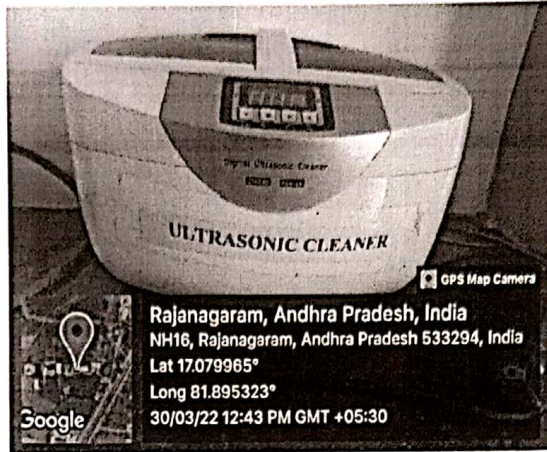 Digital Ultrasonic Cleaner
ULTRASONIC CLEANER
GPS Map Camera
Rajanagaram, Andhra Pradesh, India
NH16, Rajanagaram, Andhra Pradesh 533294, India
Lat 17.079965°
Long 81.895323°
30/03/22 12:43 PM GMT +05:30
Google